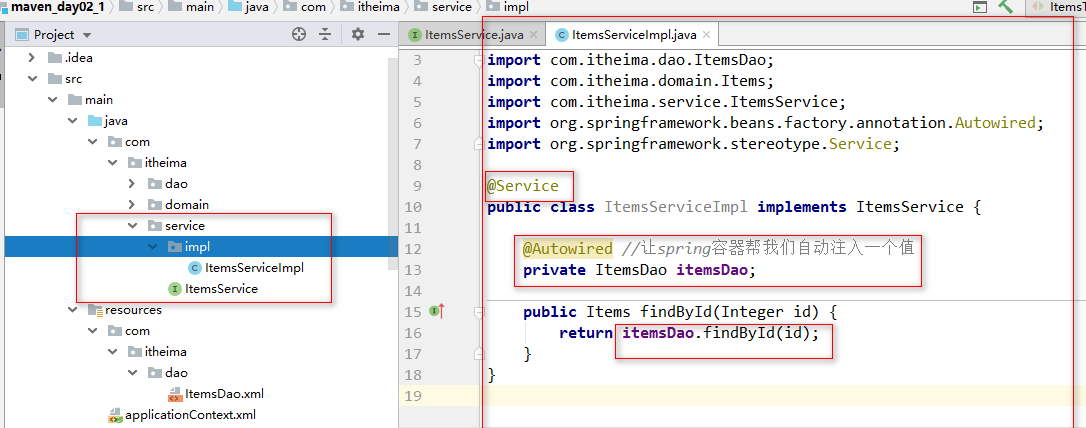 maven_day02_1 src main java com itheima service impl ItemsT
Project
ItemsService.java ItemsServiceImpl.java
.idea
src
main
java
com
itheima
dao
domain
service
impl
ItemsServiceImpl
ItemsService
resources
com
itheima
dao
ItemsDao.xml
applicationContext.xml
3 import com.itheima.dao.ItemsDao;
4 import com.itheima.domain.Items;
5 import com.itheima.service.ItemsService;
6 import org.springframework.beans.factory.annotation.Autowired;
7 import org.springframework.stereotype.Service;
8
9 @Service
10 public class ItemsServiceImpl implements ItemsService {
11
12 @Autowired //让spring容器帮我们自动注入一个值
13 private ItemsDao itemsDao;
14
15 public Items findById(Integer id) {
16 return itemsDao.findById(id);
17 }
18 }
19